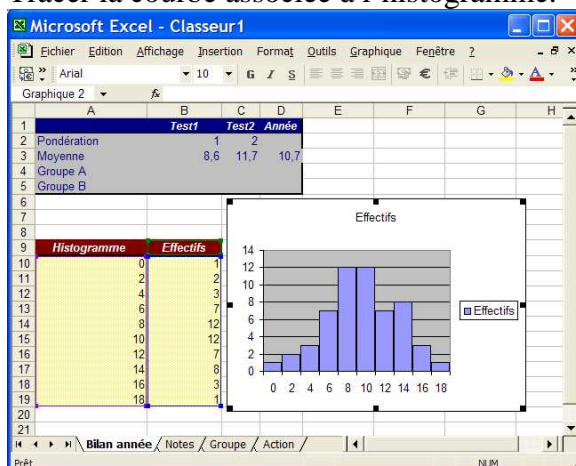 Tracer la courbe associée à l'histogramme.
Microsoft Excel - Classeur1
Fichier Edition Affichage Insertion Format Outils Graphique Fenêtre ?
Arial 10 G I S €
Graphique 2 fx
A B C D E F G H
1 Test1 Test2 Année
2 Pondération 1 2
3 Moyenne 8,6 11,7 10,7
4 Groupe A
5 Groupe B
6
7
8
9 Histogramme Effectifs
10 0 1
11 2 2
12 4 3
13 6 7
14 8 12
15 10 12
16 12 7
17 14 8
18 16 3
19 18 1
20
21
Effectifs
14
12
10
8
6
4
2
0
0 2 4 6 8 10 12 14 16 18
Effectifs
Bilan année Notes Groupe Action
Prêt NUM